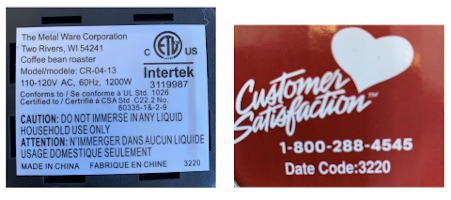 The Metal Ware Corporation
Two Rivers, WI 54241
Coffee bean roaster
Model/modèle: CR-04-13
110-120V AC, 60Hz, 1200W
Conforms to / Se conforme à UL Std. 1026
Certified to / Certifié à CSA Std .C22.2 No.
60335-1&-2-9
CAUTION: DO NOT IMMERSE IN ANY LIQUID
HOUSEHOLD USE ONLY
ATTENTION: N'IMMERGER DANS AUCUN LIQUIDE
USAGE DOMESTIQUE SEULEMENT
MADE IN CHINA FABRIQUE EN CHINE 3220
C ETL US
Intertek
3119987
Customer
Satisfaction™
1-800-288-4545
Date Code:3220